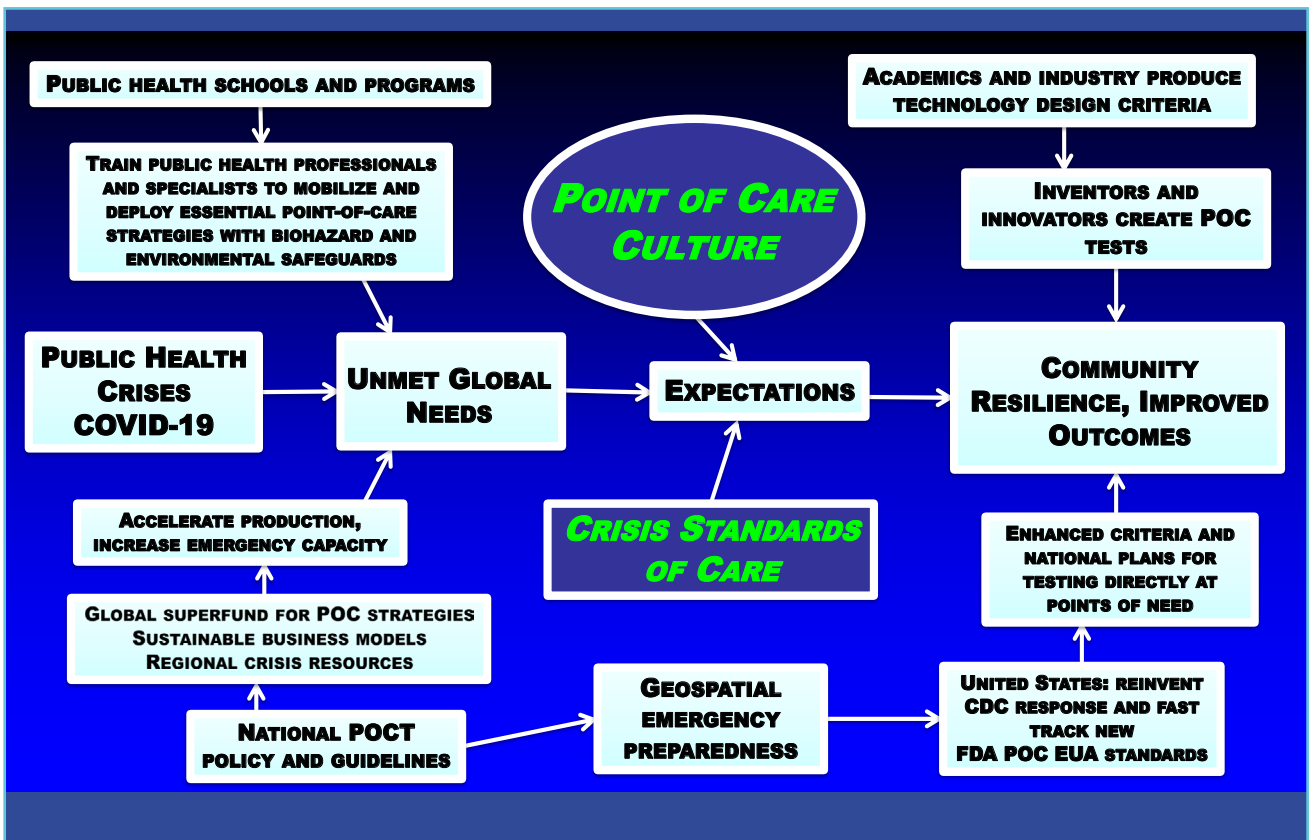 PUBLIC HEALTH SCHOOLS AND PROGRAMS
TRAIN PUBLIC HEALTH PROFESSIONALS
AND SPECIALISTS TO MOBILIZE AND
DEPLOY ESSENTIAL POINT-OF-CARE
STRATEGIES WITH BIOHAZARD AND
ENVIRONMENTAL SAFEGUARDS
POINT OF CARE
CULTURE
ACADEMICS AND INDUSTRY PRODUCE
TECHNOLOGY DESIGN CRITERIA
INVENTORS AND
INNOVATORS CREATE POC
TESTS
PUBLIC HEALTH
CRISES
COVID-19
UNMET GLOBAL
NEEDS
EXPECTATIONS
COMMUNITY
RESILIENCE, IMPROVED
OUTCOMES
ACCELERATE PRODUCTION,
INCREASE EMERGENCY CAPACITY
CRISIS STANDARDS
OF CARE
ENHANCED CRITERIA AND
NATIONAL PLANS FOR
TESTING DIRECTLY AT
POINTS OF NEED
GLOBAL SUPERFUND FOR POC STRATEGIES
SUSTAINABLE BUSINESS MODELS
REGIONAL CRISIS RESOURCES
NATIONAL POCT
POLICY AND GUIDELINES
GEOSPATIAL
EMERGENCY
PREPAREDNESS
UNITED STATES: REINVENT
CDC RESPONSE AND FAST
TRACK NEW
FDA POC EUA STANDARDS